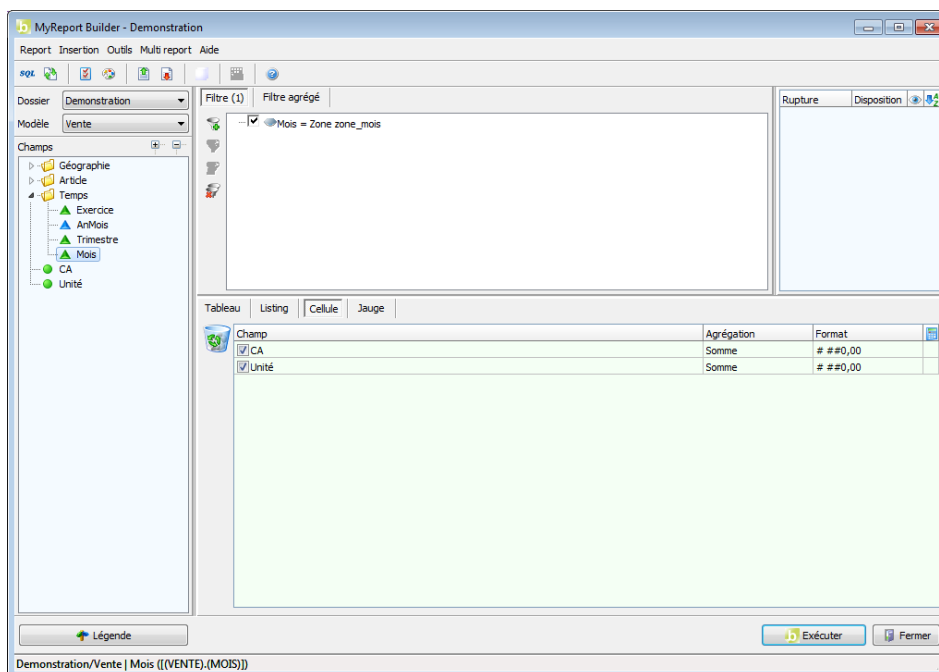 MyReport Builder - Demonstration
Report Insertion Outils Multi report Aide
SQL
Dossier Demonstration
Modèle Vente
Champs
Géographie
Article
Temps
Exercice
AnMois
Trimestre
Mois
CA
Unité
Filtre (1) Filtre agrégé
Mois = Zone zone_mois
Rupture Disposition
Tableau Listing Cellule Jauge
Champ Agrégation Format
CA Somme # ##0,00
Unité Somme # ##0,00
Légende
Exécuter Fermer
Demonstration/Vente | Mois ([(VENTE).(MOIS)])